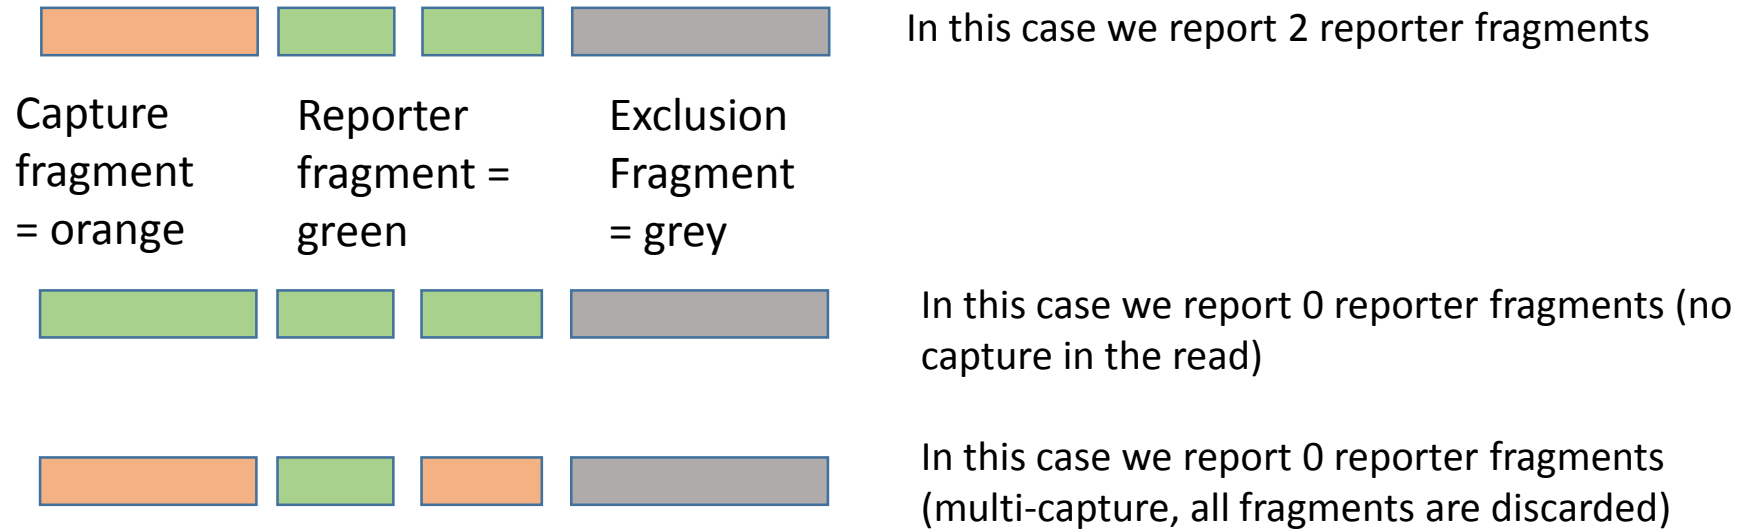 In this case we report 2 reporter fragments
Capture
fragment
= orange
Reporter
fragment =
green
Exclusion
Fragment
= grey
In this case we report 0 reporter fragments (no
capture in the read)
In this case we report 0 reporter fragments
(multi-capture, all fragments are discarded)